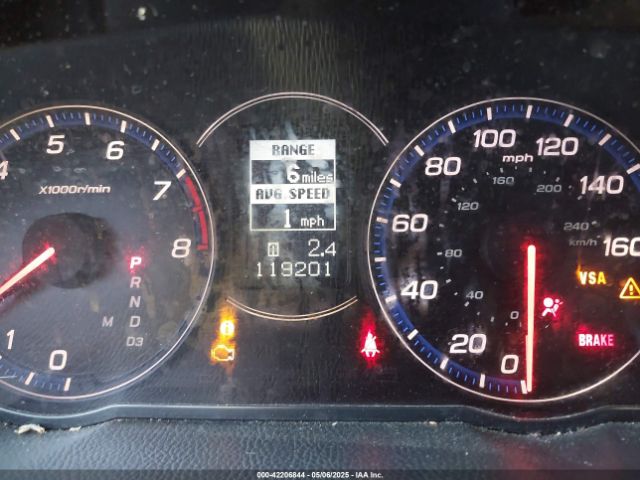 4 5 6 7 8
X1000r/min
1 0
P
R
N
M D
D3
RANGE
6 miles
AVG SPEED
1 mph
2.4
119201
0 20 40 60 80 100 120 140 160
mph
0 40 80 120 160 200 240
km/h
VSA
BRAKE
000-42206844 - 05/06/2025 - IAA Inc.